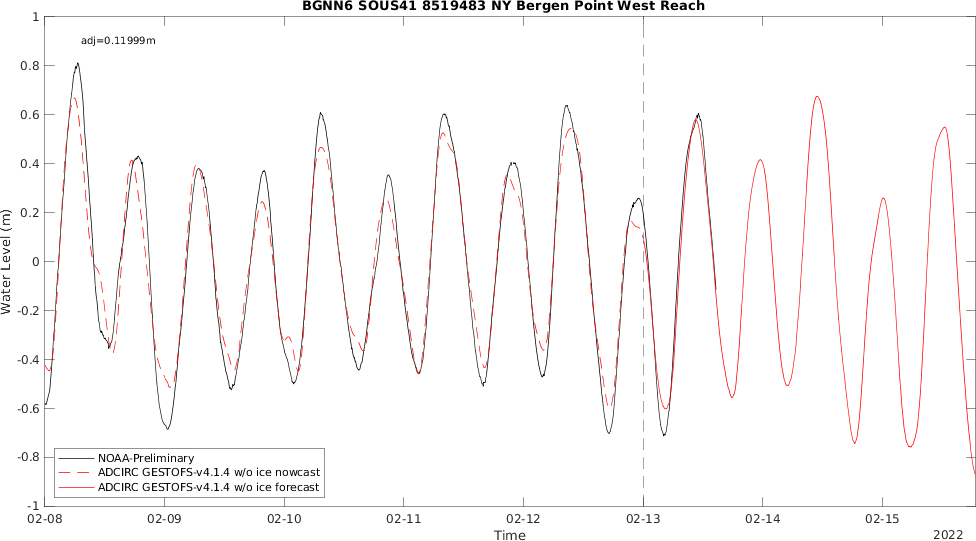 BGNN6 SOUS41 8519483 NY Bergen Point West Reach
adj=0.11999m
1
0.8
0.6
0.4
0.2
0
-0.2
-0.4
-0.6
-0.8
-1
Water Level (m)
NOAA-Preliminary
ADCIRC GESTOFS-v4.1.4 w/o ice nowcast
ADCIRC GESTOFS-v4.1.4 w/o ice forecast
02-08 02-09 02-10 02-11 02-12 02-13 02-14 02-15
Time
2022